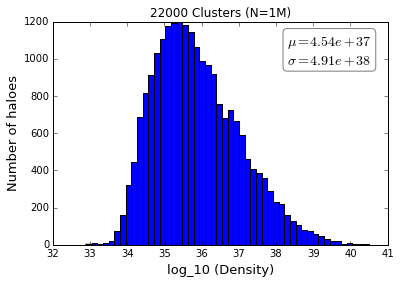 22000 Clusters (N=1M)
μ=4.54e+37
σ=4.91e+38
Number of haloes
1200
1000
800
600
400
200
0
32 33 34 35 36 37 38 39 40 41
log_10 (Density)